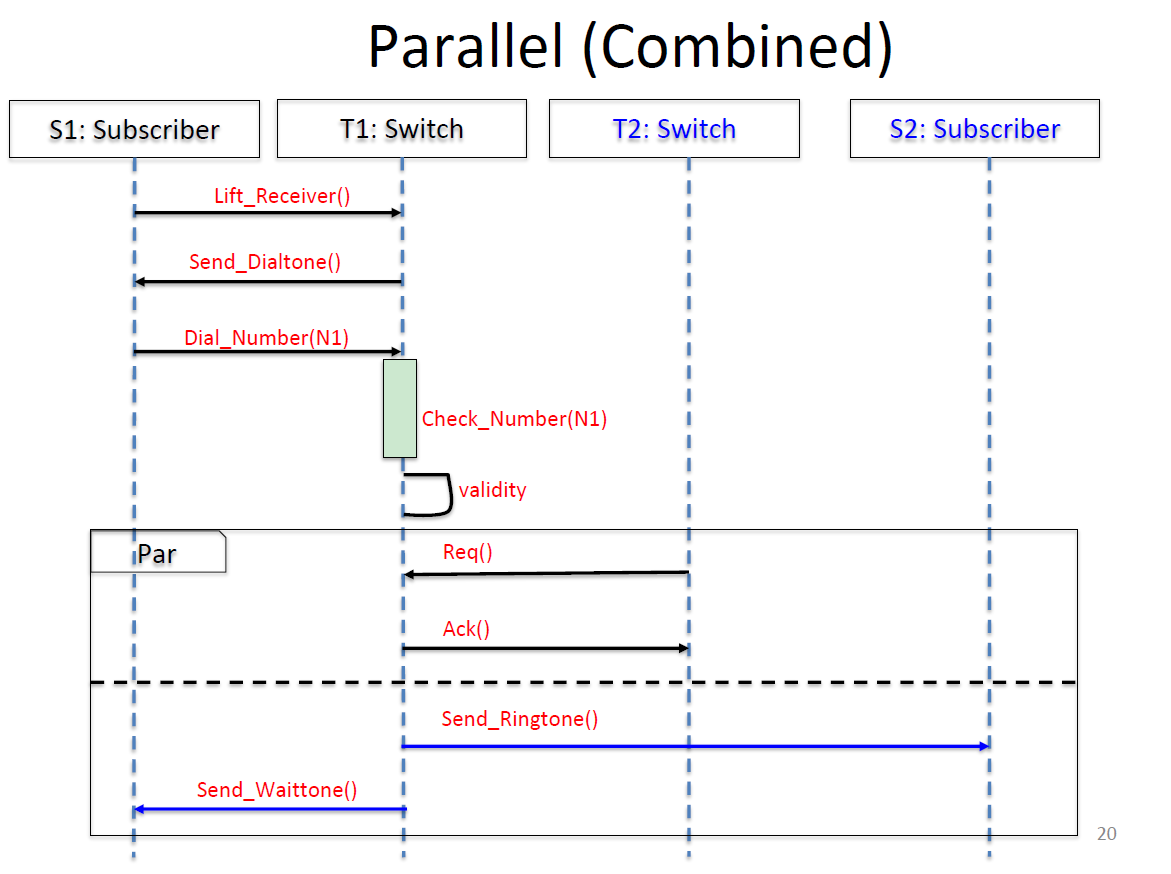 Parallel (Combined)
S1: Subscriber
T1: Switch
T2: Switch
S2: Subscriber
Lift_Receiver()
Send_Dialtone()
Dial_Number(N1)
Check_Number(N1)
validity
Par
Req()
Ack()
Send_Ringtone()
Send_Waittone()
20